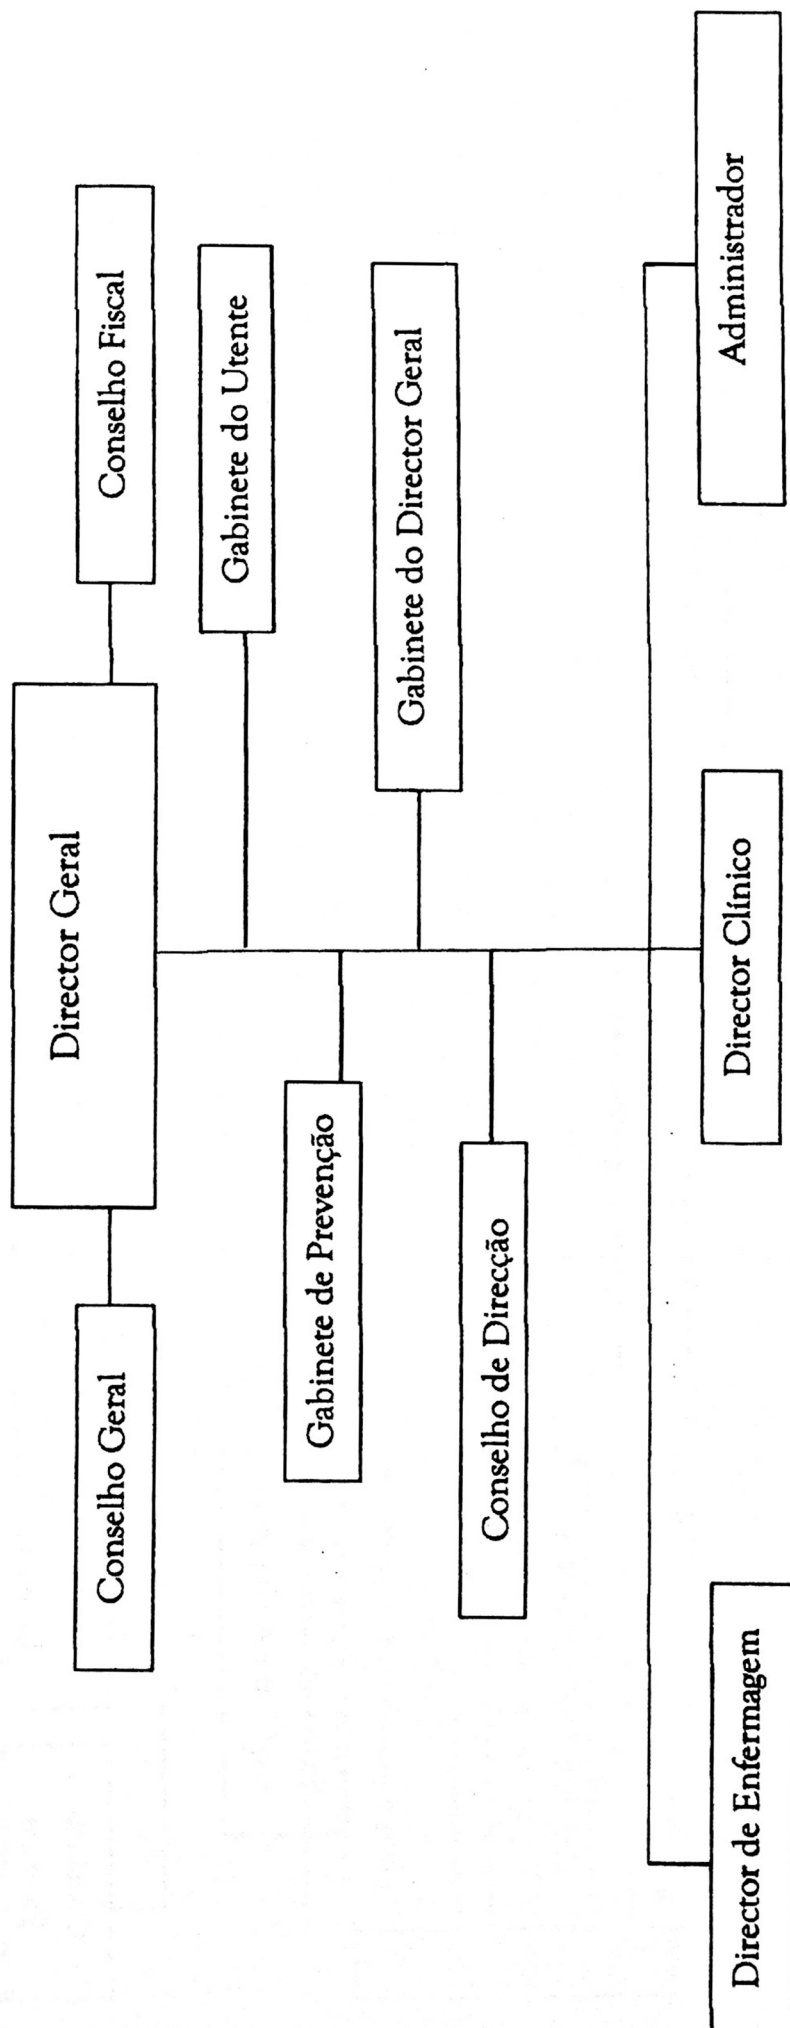 Director Geral
Conselho Geral
Conselho Fiscal
Gabinete do Utente
Gabinete de Prevenção
Gabinete do Director Geral
Conselho de Direcção
Director de Enfermagem
Director Clínico
Administrador